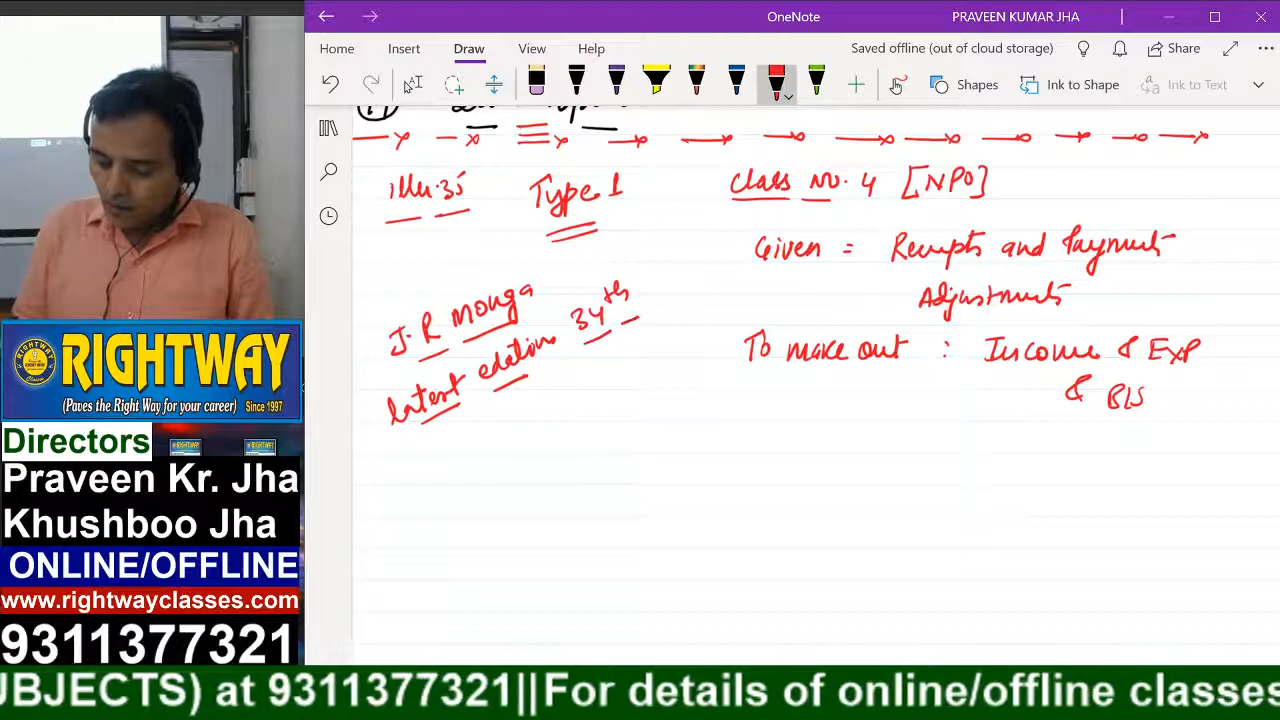 OneNote
PRAVEEN KUMAR JHA
Home Insert Draw View Help
Saved offline (out of cloud storage) Share
Shapes Ink to Shape Ink to Text
illu. 35 Type 1 Class No. 4 [NPO]
Given = Receipts and Payments
Adjustments
J. R Monga
latest edation 34th
To make out : Income & Exp
& B/S
RIGHTWAY
(Paves the Right Way for your career) Since 1997
Directors
Praveen Kr. Jha
Khushboo Jha
ONLINE/OFFLINE
www.rightwayclasses.com
9311377321
UBJECTS) at 9311377321||For details of online/offline classes